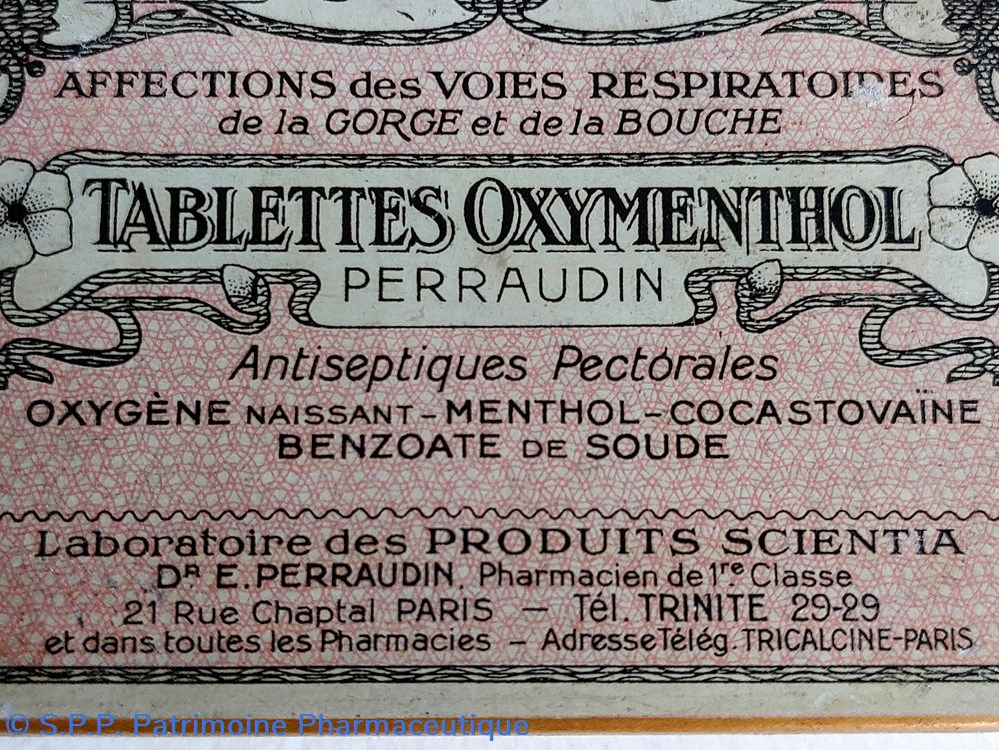 AFFECTIONS des VOIES RESPIRATOIRES
de la GORGE et de la BOUCHE
TABLETTES OXYMENTHOL
PERRAUDIN
Antiseptiques Pectorales
OXYGÈNE NAISSANT - MENTHOL - COCASTOVAÏNE
BENZOATE DE SOUDE
Laboratoire des PRODUITS SCIENTIA
DR E. PERRAUDIN, Pharmacien de 1re Classe
21 Rue Chaptal PARIS — Tél. TRINITE 29-29
et dans toutes les Pharmacies — Adresse Télég. TRICALCINE-PARIS
© S.P.P. Patrimoine Pharmaceutique